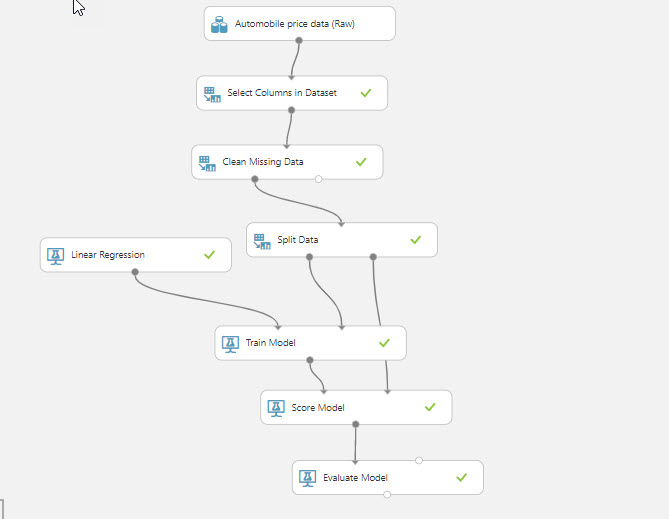 Automobile price data (Raw)
Select Columns in Dataset
Clean Missing Data
Split Data
Linear Regression
Train Model
Score Model
Evaluate Model